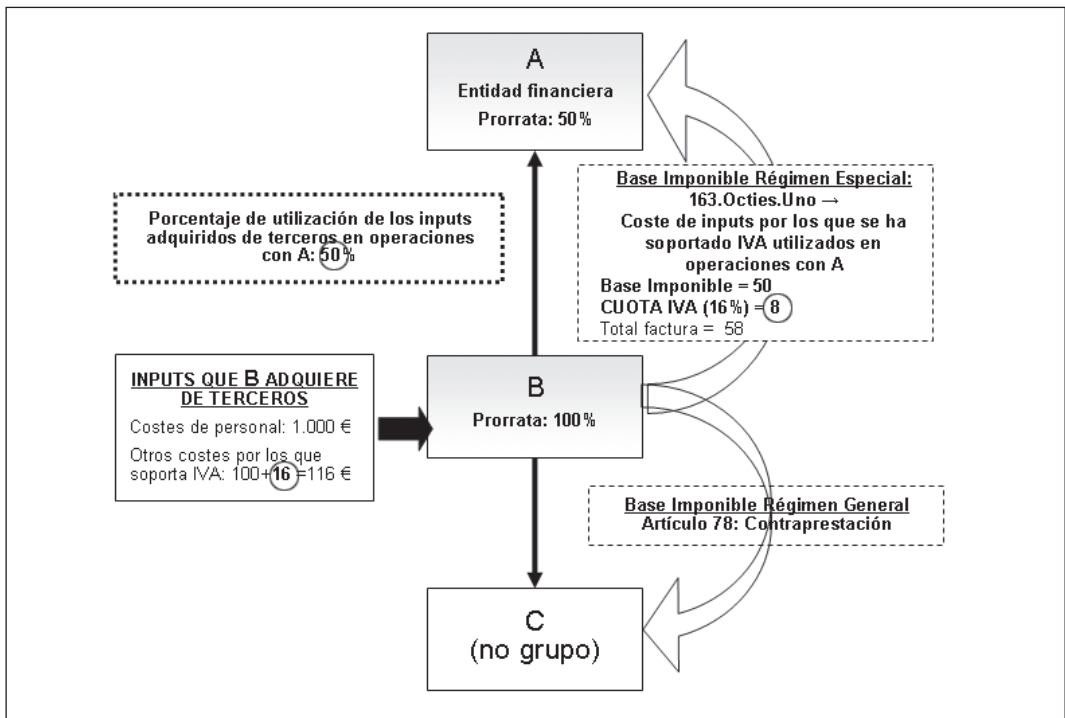 A
Entidad financiera
Prorrata: 50%
Porcentaje de utilización de los inputs
adquiridos de terceros en operaciones
con A: 50%
Base Imponible Régimen Especial:
163.Octies.Uno →
Coste de inputs por los que se ha
soportado IVA utilizados en
operaciones con A
Base Imponible = 50
CUOTA IVA (16%) = 8
Total factura = 58
INPUTS QUE B ADQUIERE
DE TERCEROS
Costes de personal: 1.000 €
Otros costes por los que
soporta IVA: 100+16=116 €
B
Prorrata: 100%
Base Imponible Régimen General
Artículo 78: Contraprestación
C
(no grupo)